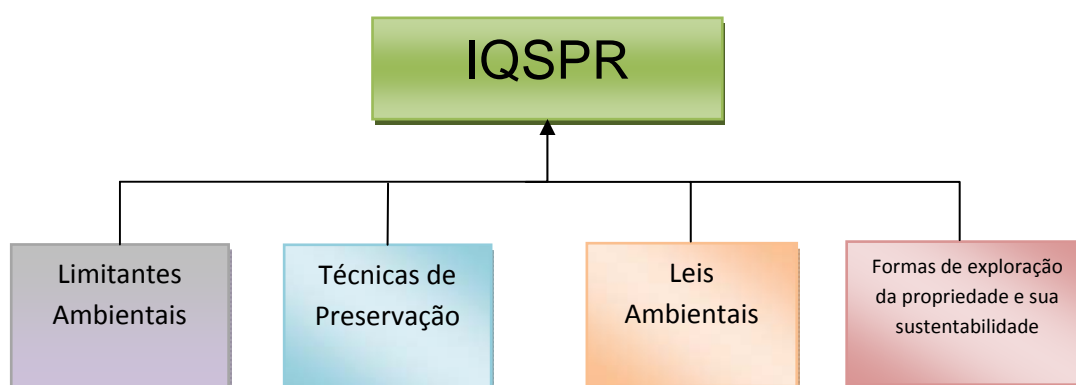 IQSPR
Limitantes
Ambientais
Técnicas de
Preservação
Leis
Ambientais
Formas de exploração
da propriedade e sua
sustentabilidade